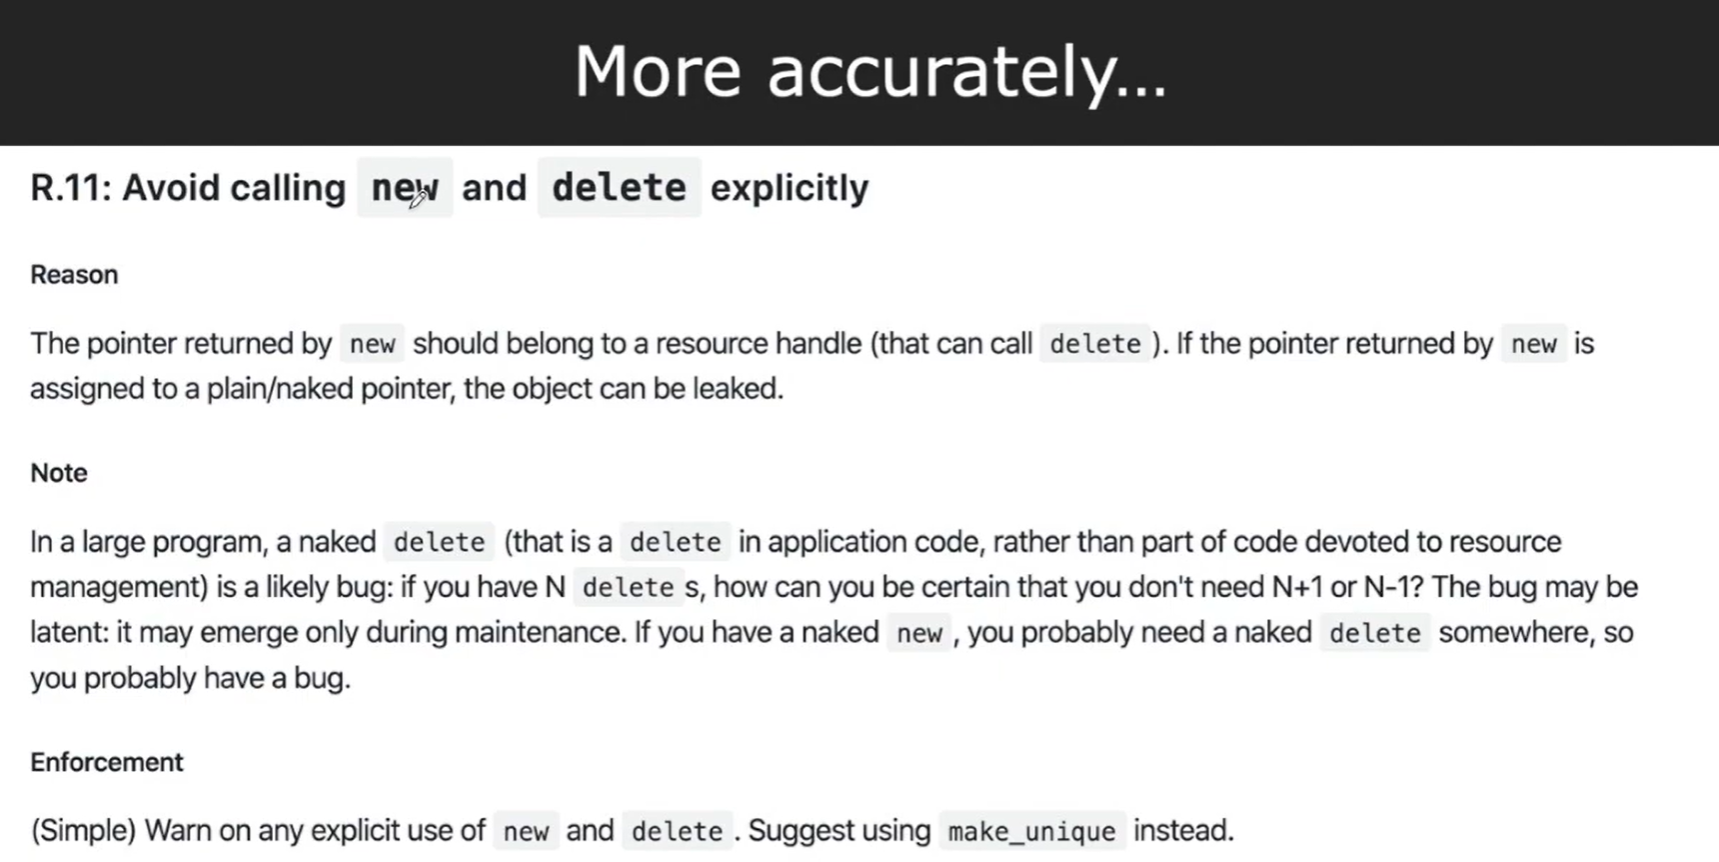 More accurately...
R.11: Avoid calling new and delete explicitly
Reason
The pointer returned by new should belong to a resource handle (that can call delete ). If the pointer returned by new is
assigned to a plain/naked pointer, the object can be leaked.
Note
In a large program, a naked delete (that is a delete in application code, rather than part of code devoted to resource
management) is a likely bug: if you have N delete s, how can you be certain that you don't need N+1 or N-1? The bug may be
latent: it may emerge only during maintenance. If you have a naked new , you probably need a naked delete somewhere, so
you probably have a bug.
Enforcement
(Simple) Warn on any explicit use of new and delete . Suggest using make_unique instead.